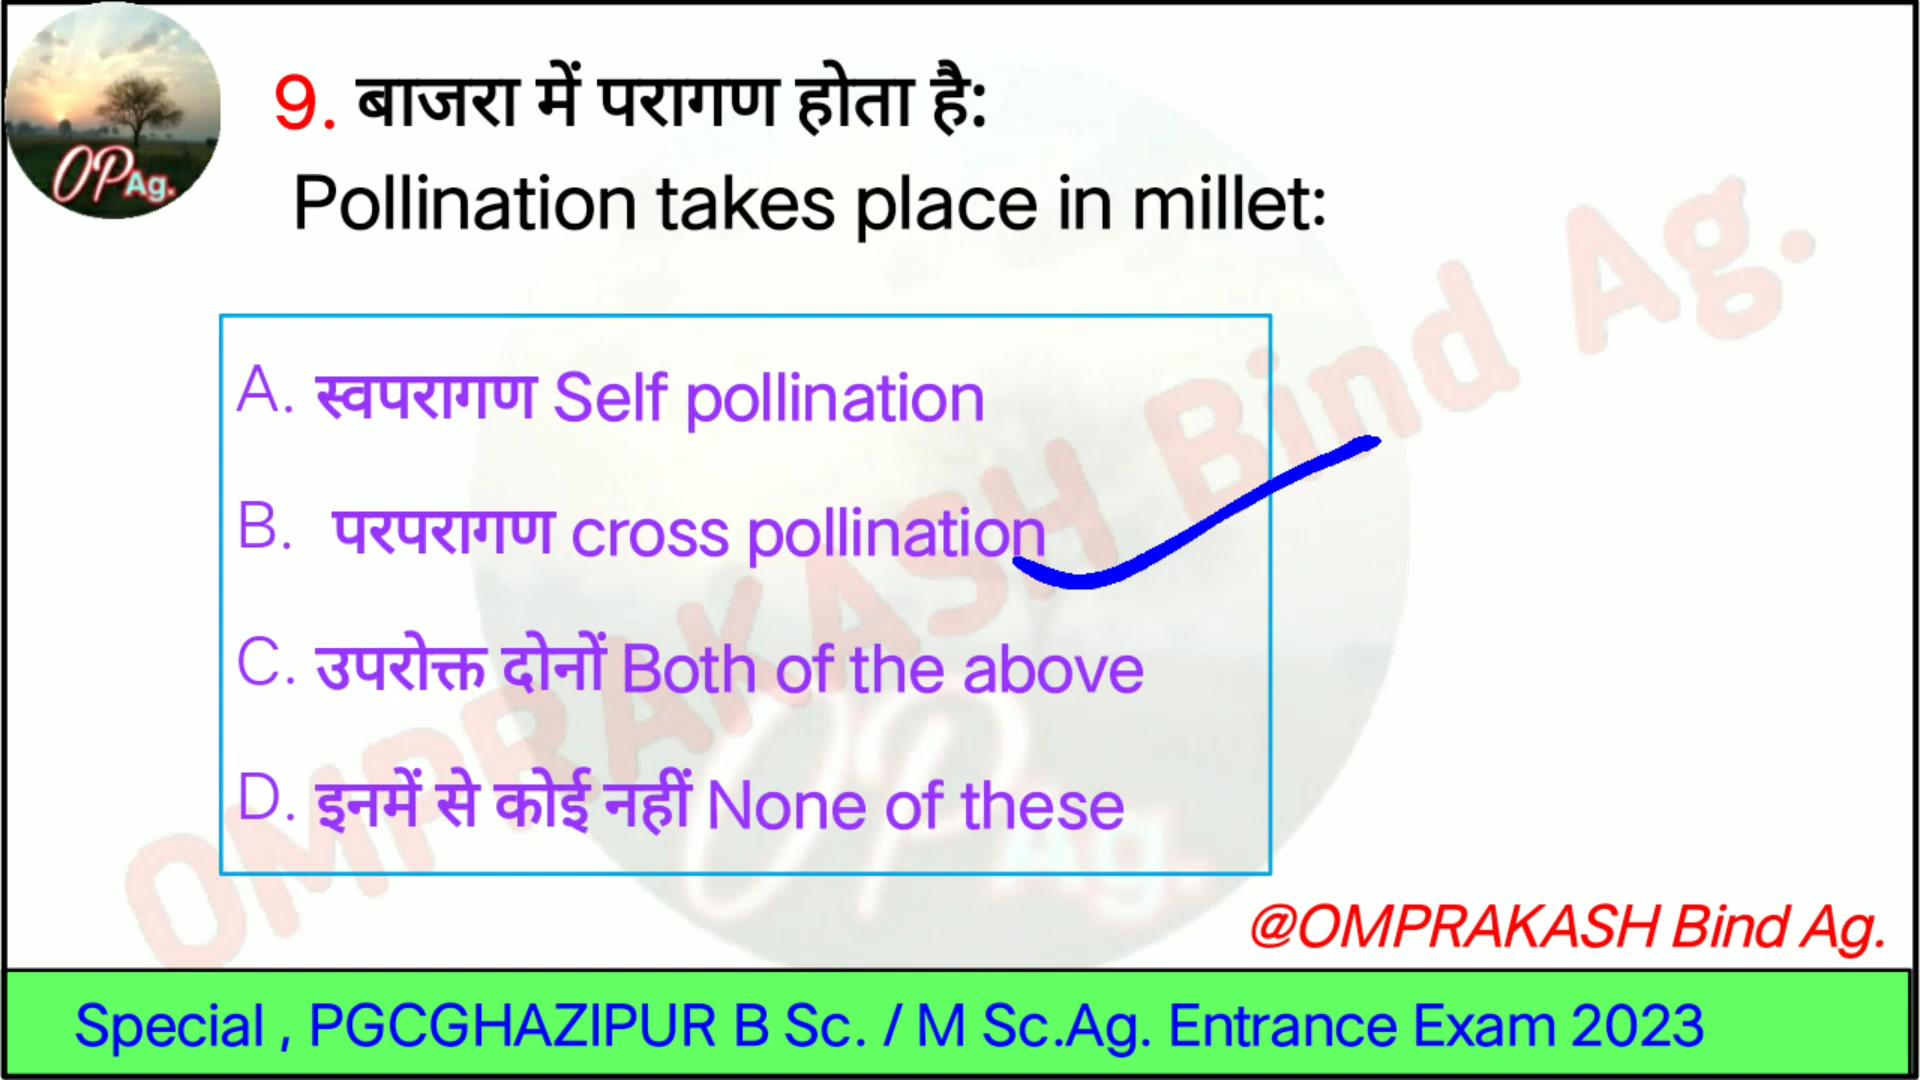 OPAg.
9. बाजरा में परागण होता है:
Pollination takes place in millet:
A. स्वपरागण Self pollination
B. परपरागण cross pollination
C. उपरोक्त दोनों Both of the above
D. इनमें से कोई नहीं None of these
OMPRAKASH Bind Ag.
OP Ag.
@OMPRAKASH Bind Ag.
Special , PGCGHAZIPUR B Sc. / M Sc.Ag. Entrance Exam 2023